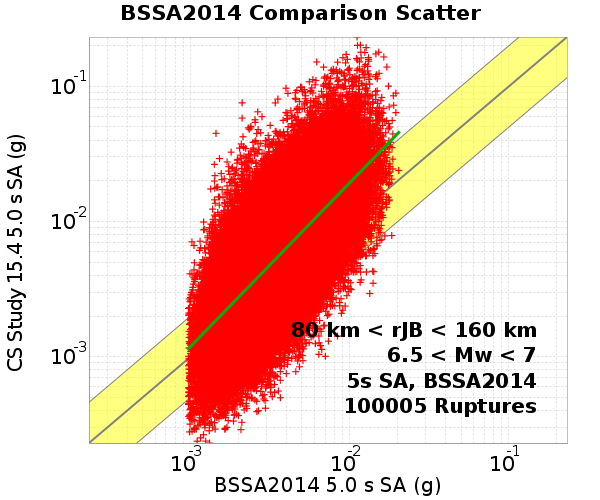 BSSA2014 Comparison Scatter
CS Study 15.4 5.0 s SA (g)
10⁻¹
10⁻²
10⁻³
80 km < rJB < 160 km
6.5 < Mw < 7
5s SA, BSSA2014
100005 Ruptures
10⁻³ 10⁻² 10⁻¹
BSSA2014 5.0 s SA (g)